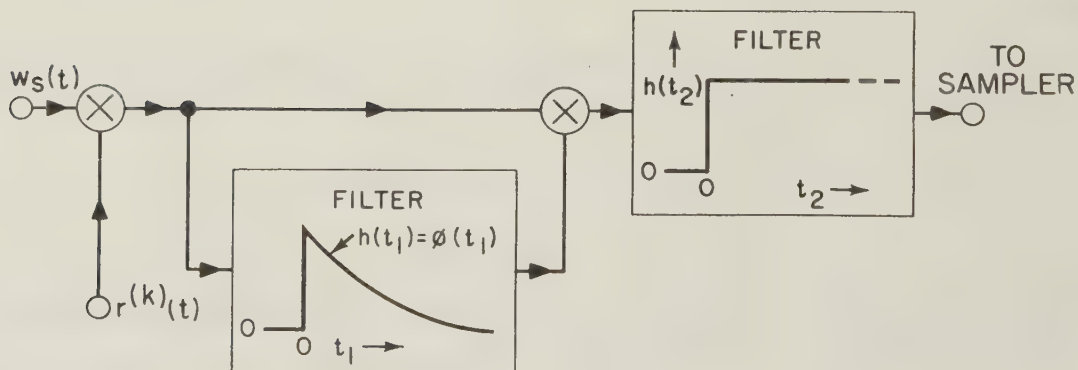 w_S(t)
r^(k)(t)
FILTER
h(t_1)=ø(t_1)
0
0
t_1
FILTER
h(t_2)
0
0
t_2
TO
SAMPLER